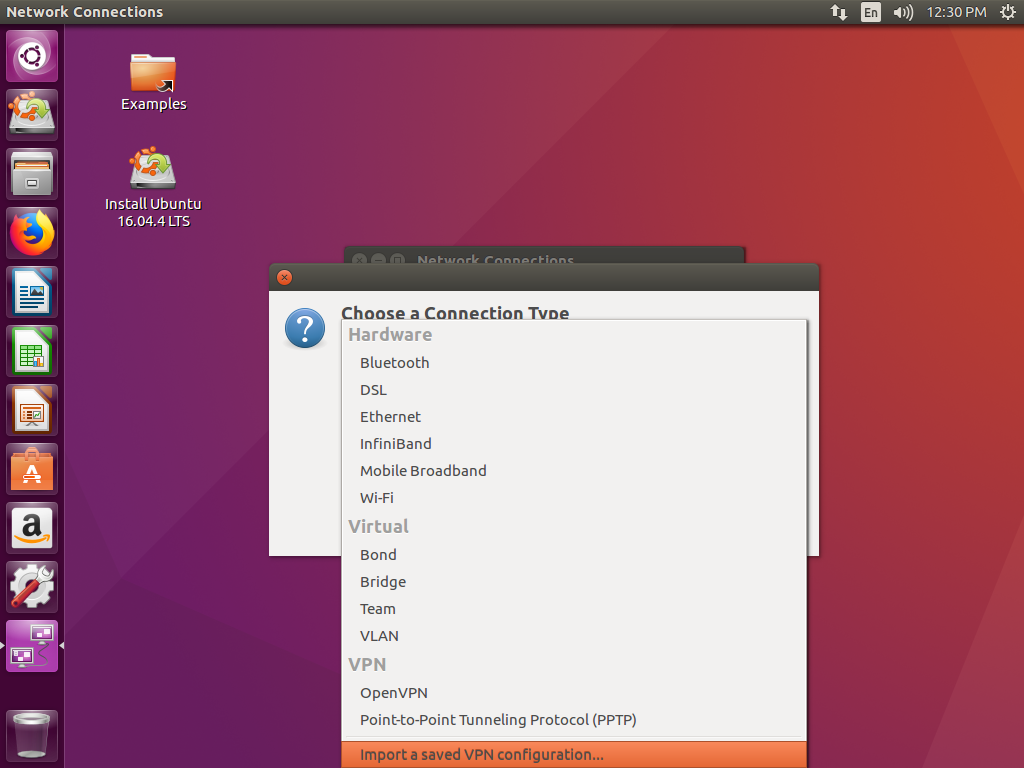 Network Connections
En
12:30 PM
Examples
Install Ubuntu
16.04.4 LTS
Network Connections
Choose a Connection Type
Hardware
Bluetooth
DSL
Ethernet
InfiniBand
Mobile Broadband
Wi-Fi
Virtual
Bond
Bridge
Team
VLAN
VPN
OpenVPN
Point-to-Point Tunneling Protocol (PPTP)
Import a saved VPN configuration...